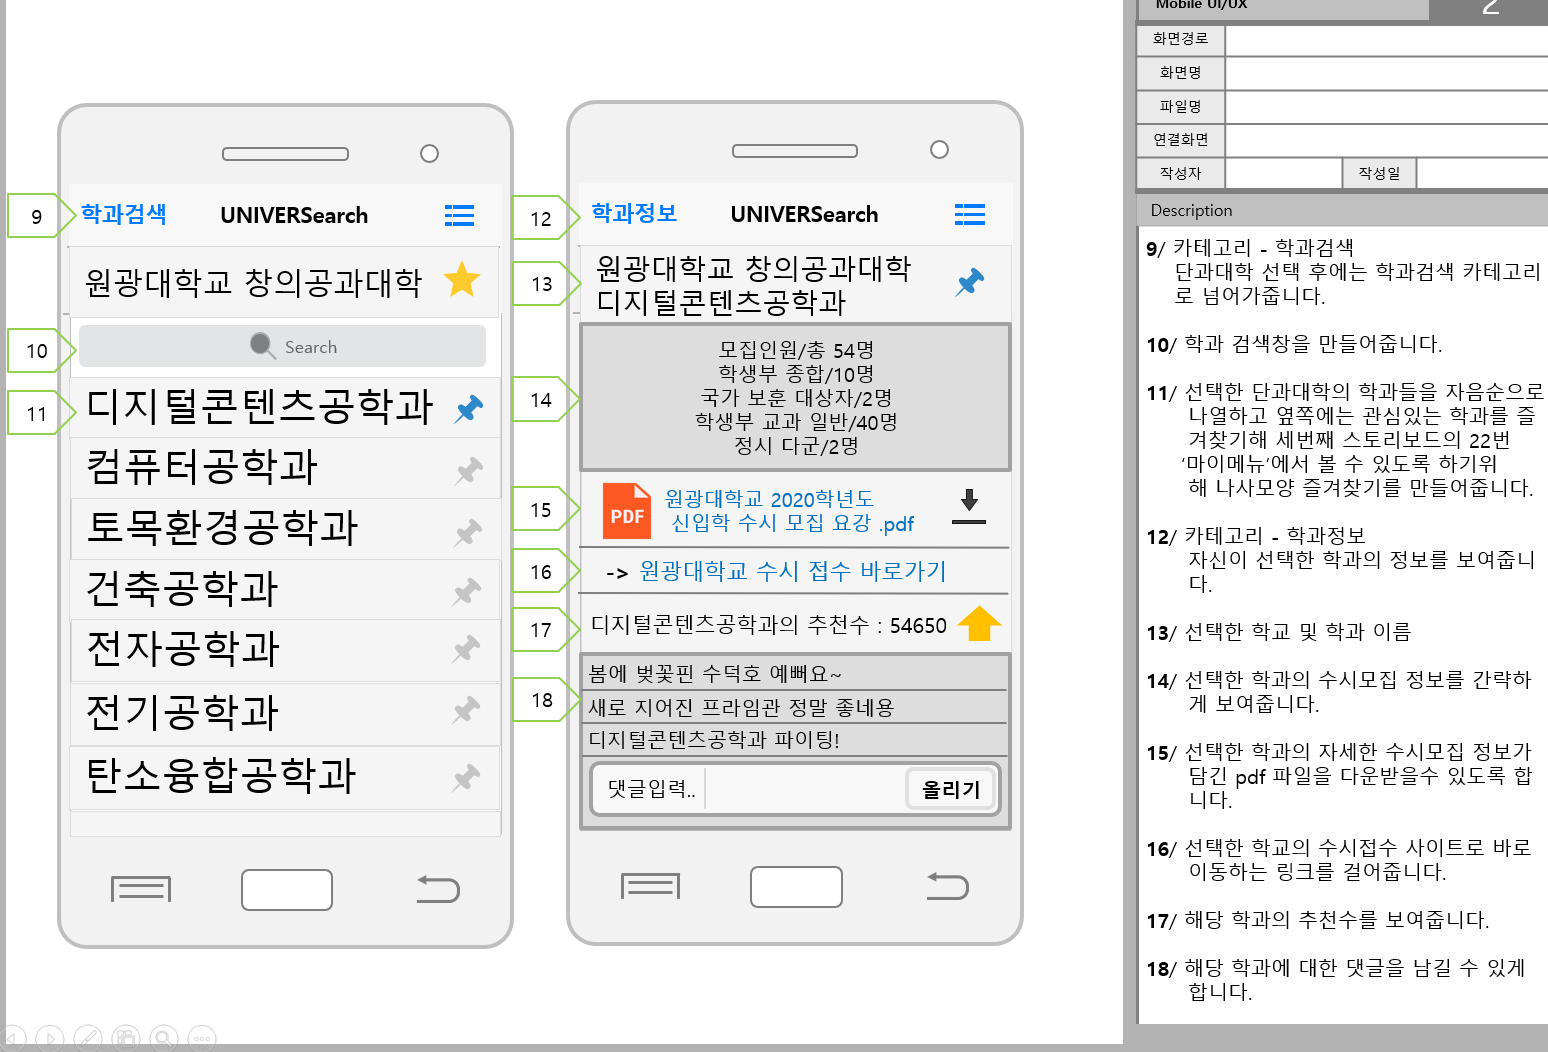 9
학과검색
UNIVERSearch
원광대학교 창의공과대학
10
Search
11
디지털콘텐츠공학과
컴퓨터공학과
토목환경공학과
건축공학과
전자공학과
전기공학과
탄소융합공학과
12
학과정보
UNIVERSearch
13
원광대학교 창의공과대학
디지털콘텐츠공학과
14
모집인원/총 54명
학생부 종합/10명
국가 보훈 대상자/2명
학생부 교과 일반/40명
정시 다군/2명
15
PDF
원광대학교 2020학년도
신입학 수시 모집 요강 .pdf
16
-> 원광대학교 수시 접수 바로가기
17
디지털콘텐츠공학과의 추천수 : 54650
18
봄에 벚꽃핀 수덕호 예뻐요~
새로 지어진 프라임관 정말 좋네용
디지털콘텐츠공학과 파이팅!
댓글입력..
올리기
Mobile UI/UX
2
화면경로
화면명
파일명
연결화면
작성자
작성일
Description
9/ 카테고리 - 학과검색
단과대학 선택 후에는 학과검색 카테고리
로 넘어가줍니다.
10/ 학과 검색창을 만들어줍니다.
11/ 선택한 단과대학의 학과들을 자음순으로
나열하고 옆쪽에는 관심있는 학과를 즐
겨찾기해 세번째 스토리보드의 22번
‘마이메뉴’에서 볼 수 있도록 하기위
해 나사모양 즐겨찾기를 만들어줍니다.
12/ 카테고리 - 학과정보
자신이 선택한 학과의 정보를 보여줍니
다.
13/ 선택한 학교 및 학과 이름
14/ 선택한 학과의 수시모집 정보를 간략하
게 보여줍니다.
15/ 선택한 학과의 자세한 수시모집 정보가
담긴 pdf 파일을 다운받을수 있도록 합
니다.
16/ 선택한 학교의 수시접수 사이트로 바로
이동하는 링크를 걸어줍니다.
17/ 해당 학과의 추천수를 보여줍니다.
18/ 해당 학과에 대한 댓글을 남길 수 있게
합니다.